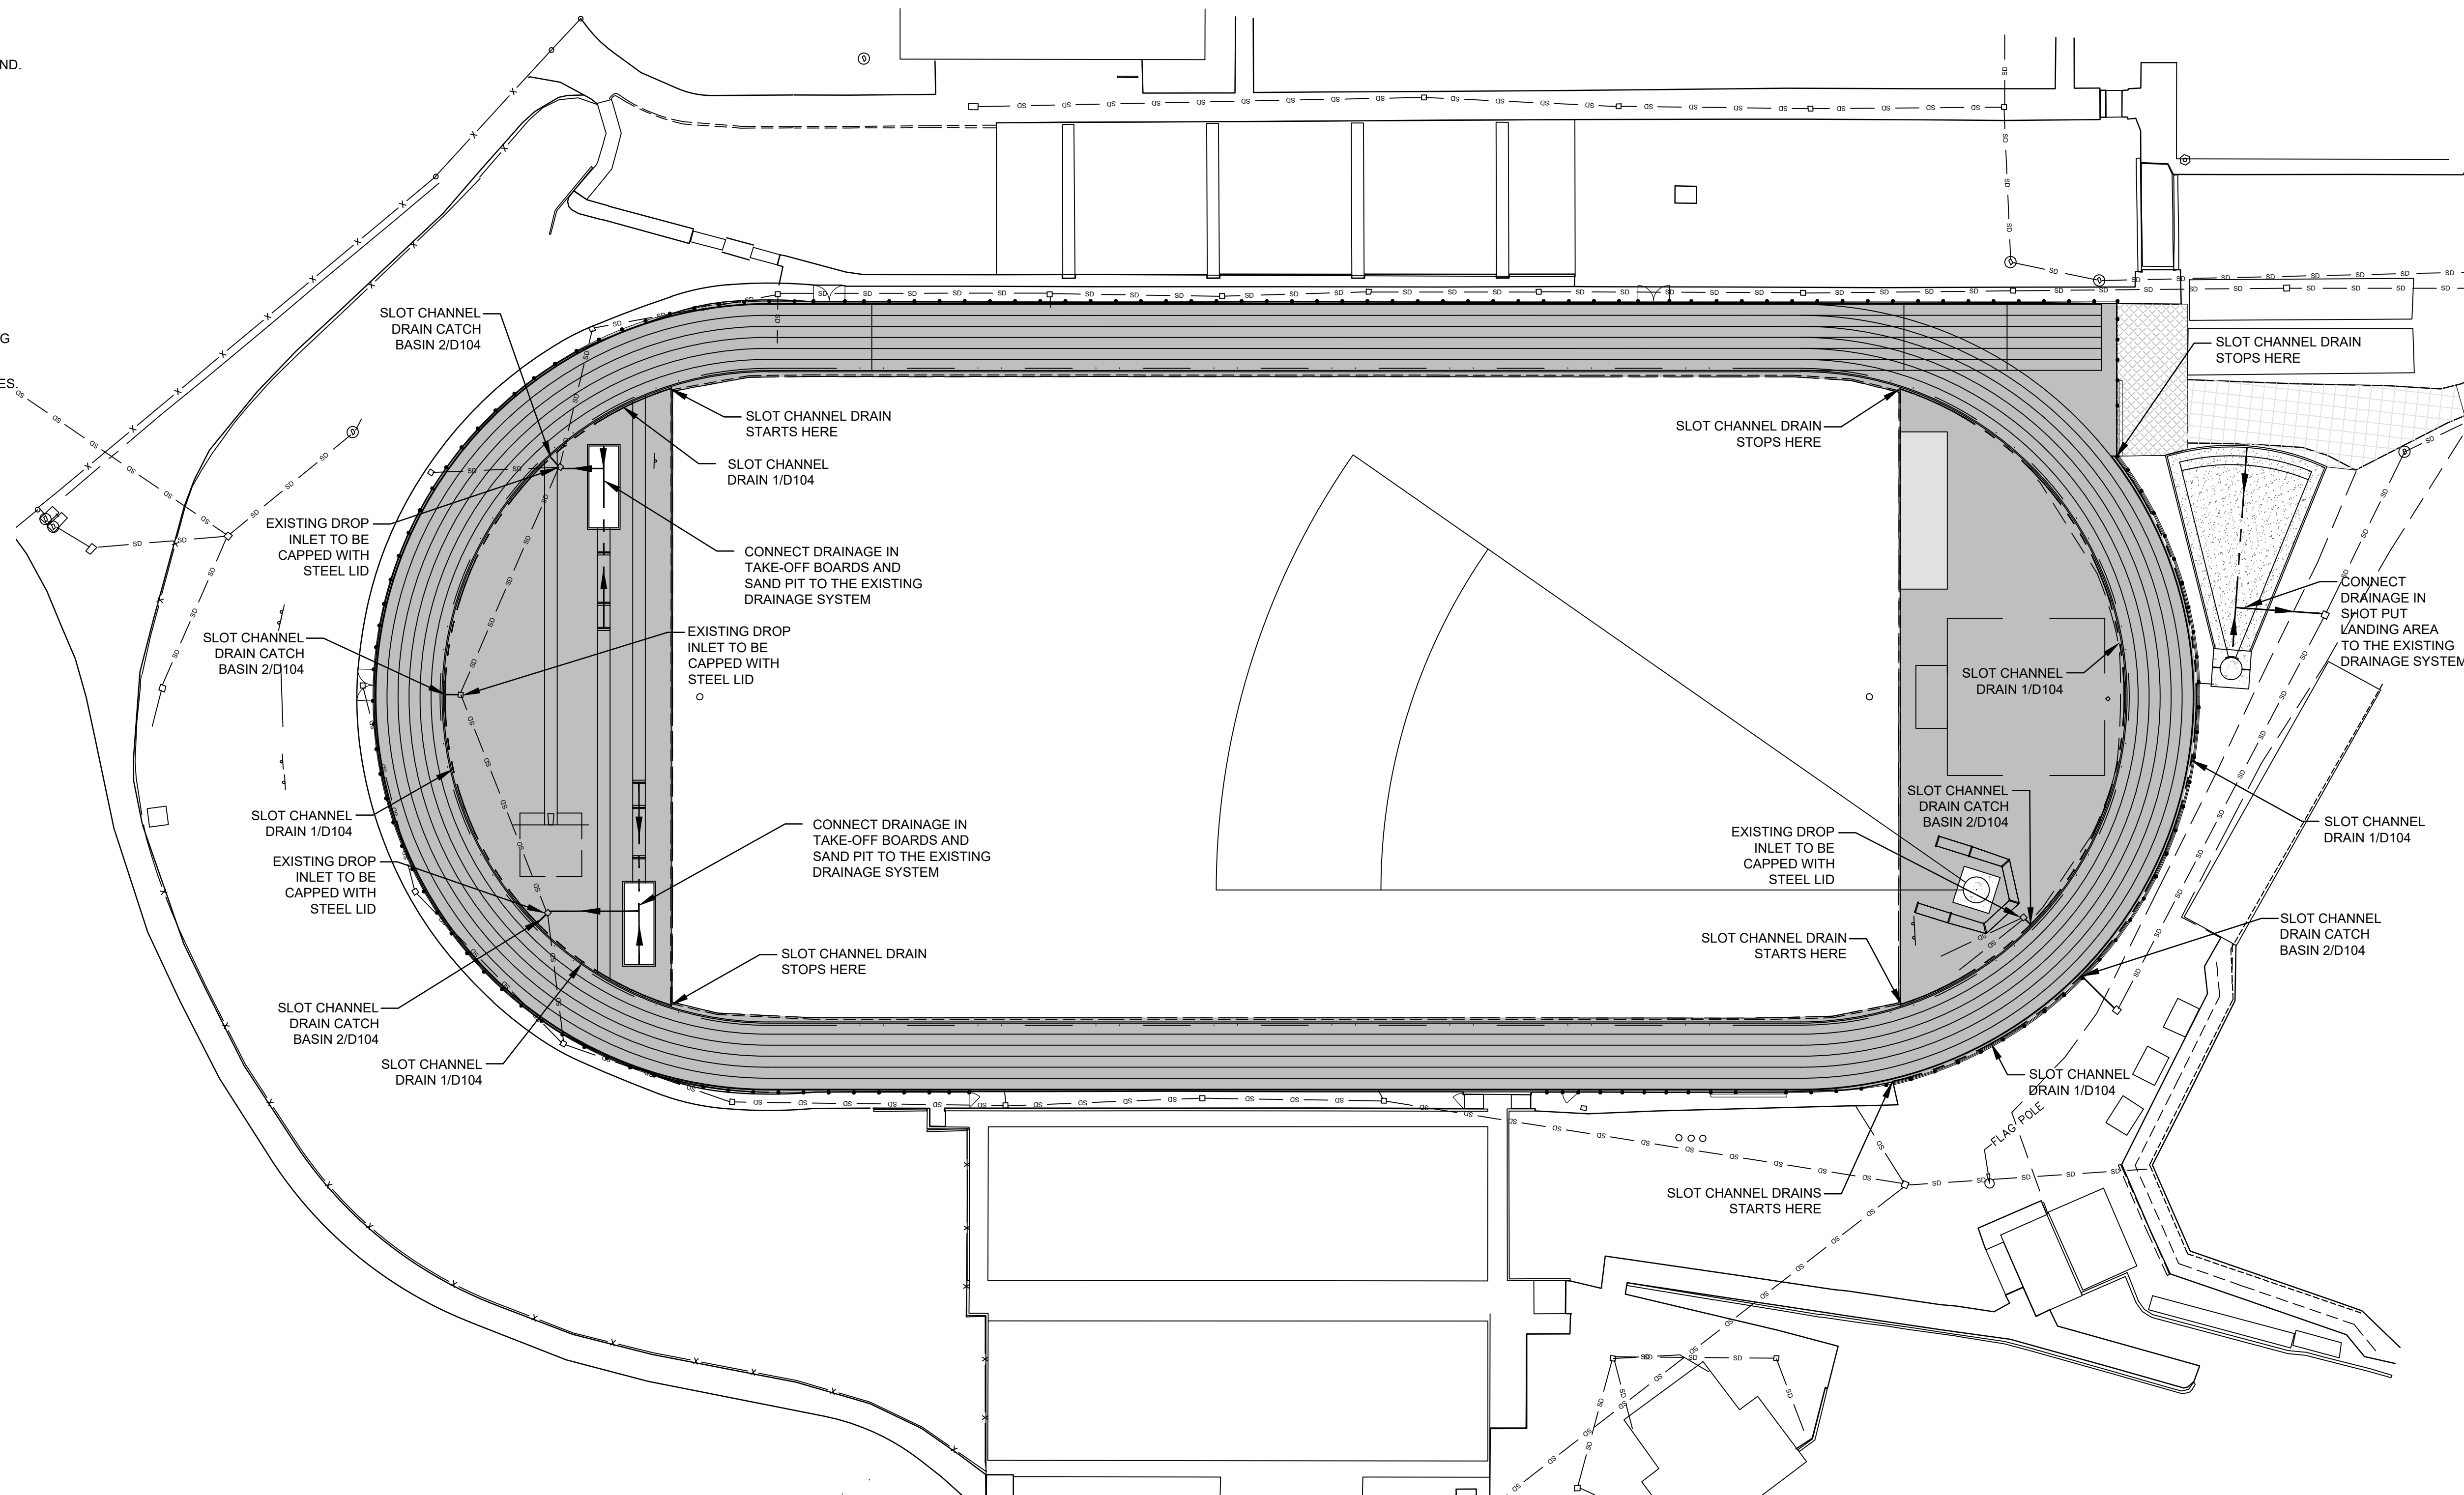 ND.
G
ES.
SLOT CHANNEL
DRAIN CATCH
BASIN 2/D104
SLOT CHANNEL DRAIN
STARTS HERE
SLOT CHANNEL
DRAIN 1/D104
EXISTING DROP
INLET TO BE
CAPPED WITH
STEEL LID
CONNECT DRAINAGE IN
TAKE-OFF BOARDS AND
SAND PIT TO THE EXISTING
DRAINAGE SYSTEM
SLOT CHANNEL
DRAIN CATCH
BASIN 2/D104
EXISTING DROP
INLET TO BE
CAPPED WITH
STEEL LID
SLOT CHANNEL
DRAIN 1/D104
EXISTING DROP
INLET TO BE
CAPPED WITH
STEEL LID
CONNECT DRAINAGE IN
TAKE-OFF BOARDS AND
SAND PIT TO THE EXISTING
DRAINAGE SYSTEM
SLOT CHANNEL DRAIN
STOPS HERE
SLOT CHANNEL
DRAIN CATCH
BASIN 2/D104
SLOT CHANNEL
DRAIN 1/D104
SLOT CHANNEL DRAIN
STOPS HERE
SLOT CHANNEL DRAIN
STOPS HERE
CONNECT
DRAINAGE IN
SHOT PUT
LANDING AREA
TO THE EXISTING
DRAINAGE SYSTEM
SLOT CHANNEL
DRAIN 1/D104
SLOT CHANNEL
DRAIN CATCH
BASIN 2/D104
EXISTING DROP
INLET TO BE
CAPPED WITH
STEEL LID
SLOT CHANNEL
DRAIN 1/D104
SLOT CHANNEL DRAIN
STARTS HERE
SLOT CHANNEL
DRAIN CATCH
BASIN 2/D104
SLOT CHANNEL
DRAIN 1/D104
FLAG POLE
SLOT CHANNEL DRAINS
STARTS HERE
SD